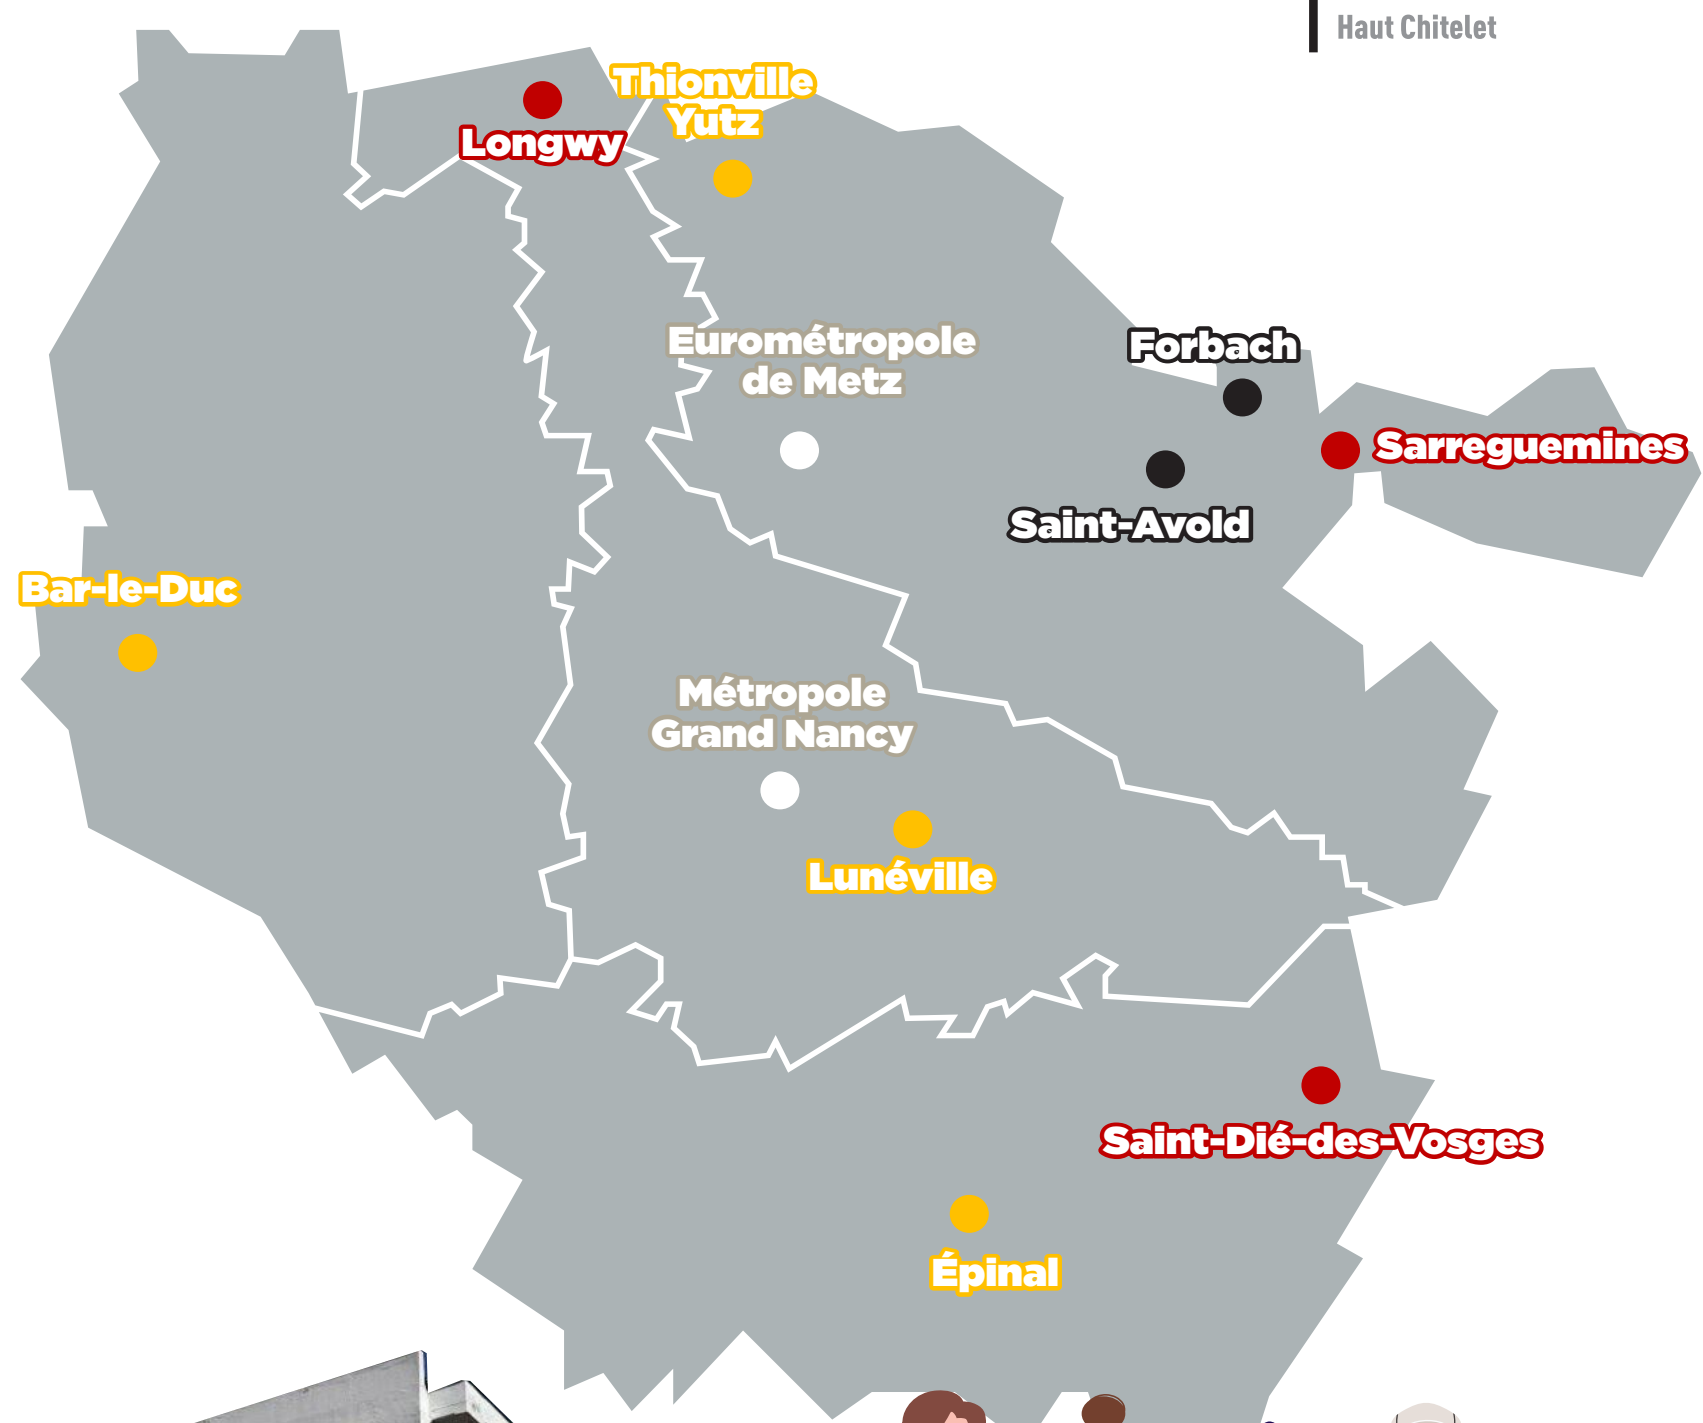 Haut Chitelet
Thionville
Yutz
Longwy
Eurométropole
de Metz
Forbach
Sarreguemines
Saint-Avold
Bar-le-Duc
Métropole
Grand Nancy
Lunéville
Saint-Dié-des-Vosges
Épinal